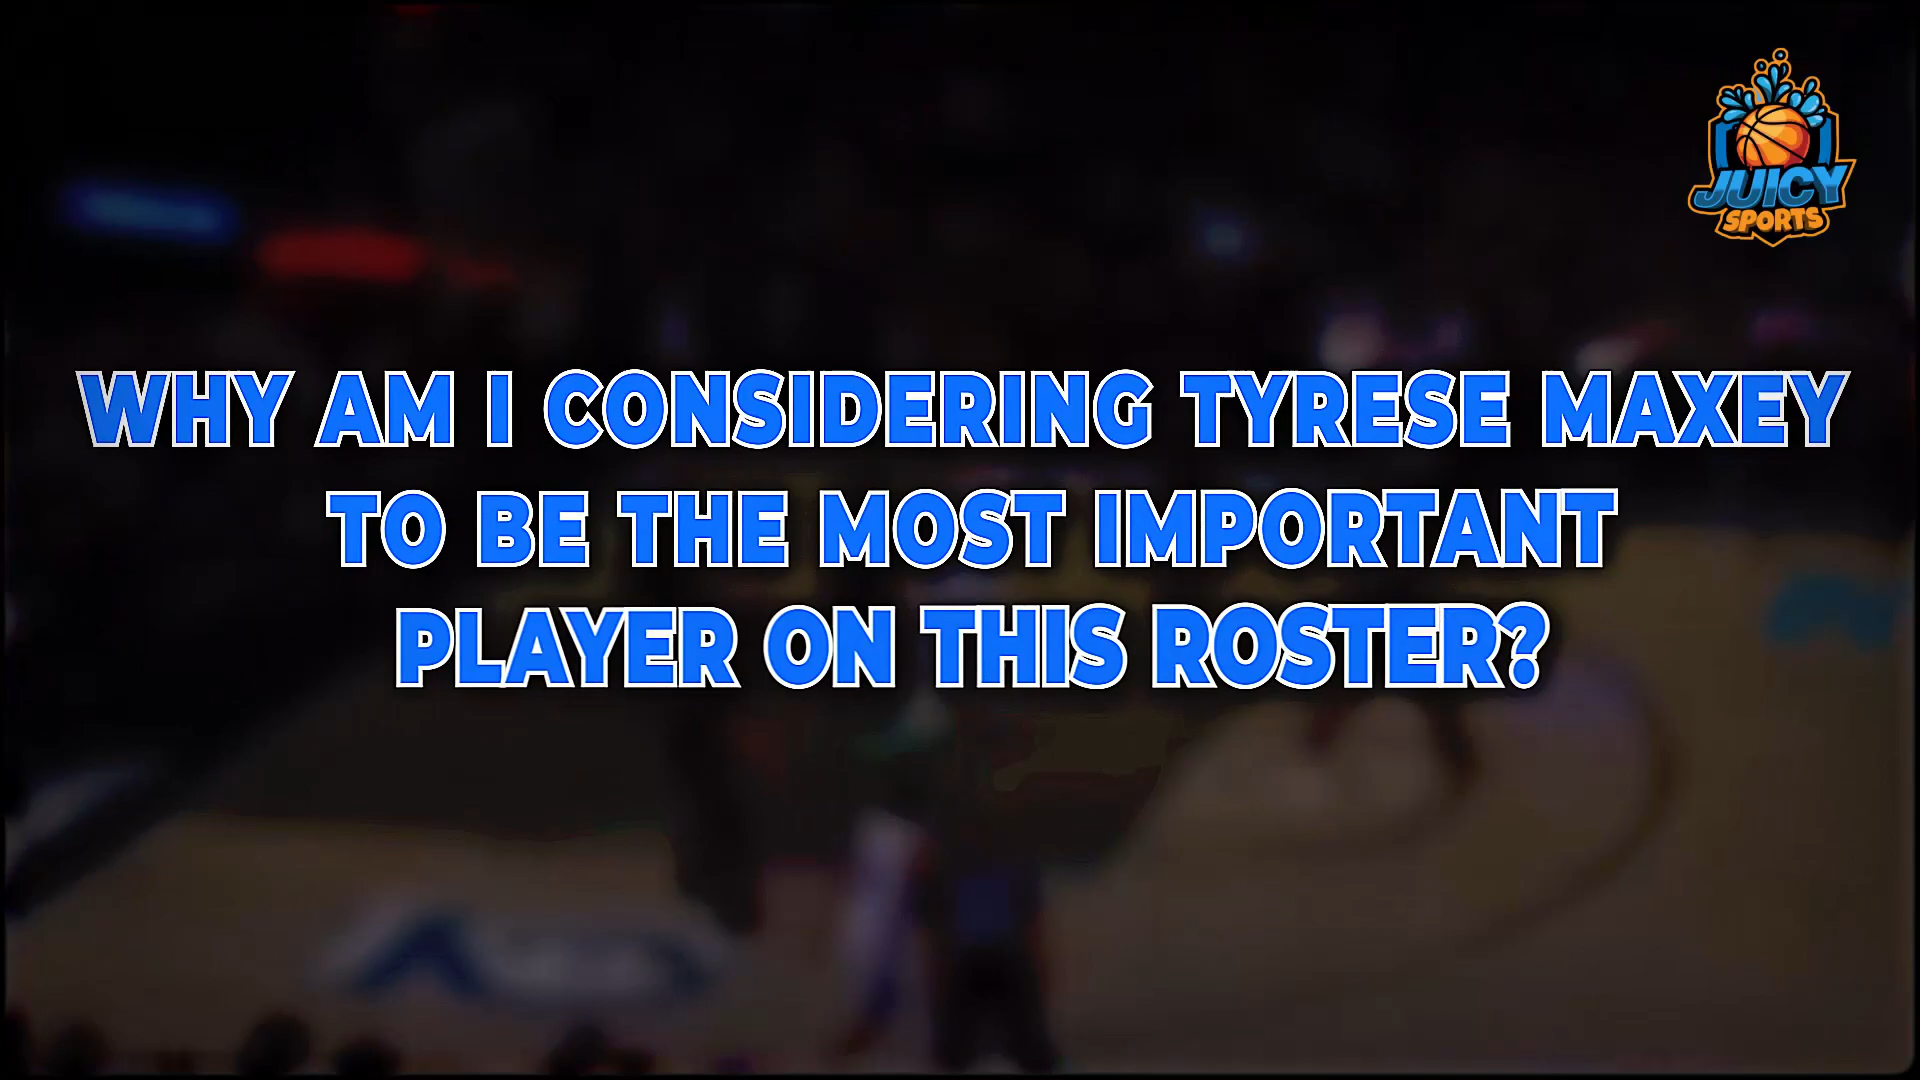 JUICY
SPORTS
WHY AM I CONSIDERING TYRESE MAXEY
TO BE THE MOST IMPORTANT
PLAYER ON THIS ROSTER?